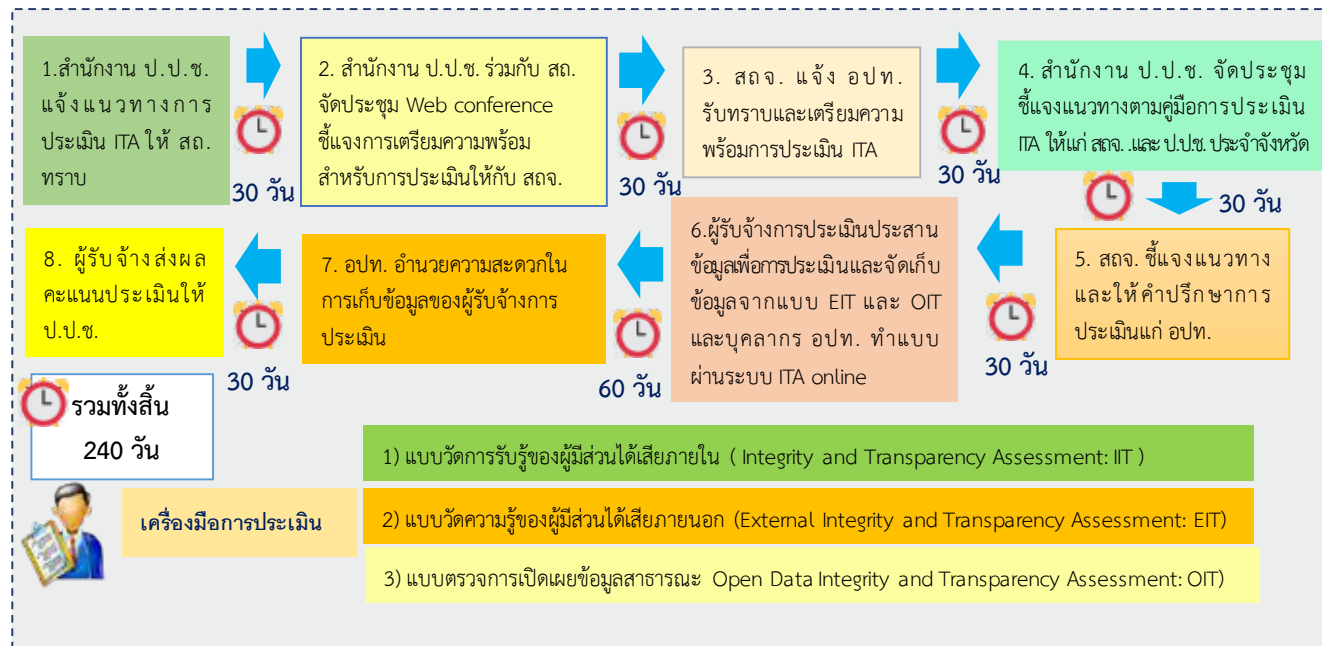 1.สำนักงาน ป.ป.ช.
แจ้งแนวทางการ
ประเมิน ITA ให้ สถ.
ทราบ
30 วัน
2. สำนักงาน ป.ป.ช. ร่วมกับ สถ.
จัดประชุม Web conference
ชี้แจงการเตรียมความพร้อม
สำหรับการประเมินให้กับ สถจ.
30 วัน
3. สถจ. แจ้ง อปท.
รับทราบและเตรียมความ
พร้อมการประเมิน ITA
30 วัน
4. สำนักงาน ป.ป.ช. จัดประชุม
ชี้แจงแนวทางตามคู่มือการประเมิน
ITA ให้แก่ สถจ. .และ ป.ป.ช. ประจำจังหวัด
30 วัน
5. สถจ. ชี้แจงแนวทาง
และให้คำปรึกษาการ
ประเมินแก่ อปท.
30 วัน
6.ผู้รับจ้างการประเมินประสาน
ข้อมูลเพื่อการประเมินและจัดเก็บ
ข้อมูลจากแบบ EIT และ OIT
และบุคลากร อปท. ทำแบบ
ผ่านระบบ ITA online
60 วัน
7. อปท. อำนวยความสะดวกใน
การเก็บข้อมูลของผู้รับจ้างการ
ประเมิน
30 วัน
8. ผู้รับจ้างส่งผล
คะแนนประเมินให้
ป.ป.ช.
รวมทั้งสิ้น
240 วัน
เครื่องมือการประเมิน
1) แบบวัดการรับรู้ของผู้มีส่วนได้เสียภายใน ( Integrity and Transparency Assessment: IIT )
2) แบบวัดความรู้ของผู้มีส่วนได้เสียภายนอก (External Integrity and Transparency Assessment: EIT)
3) แบบตรวจการเปิดเผยข้อมูลสาธารณะ Open Data Integrity and Transparency Assessment: OIT)